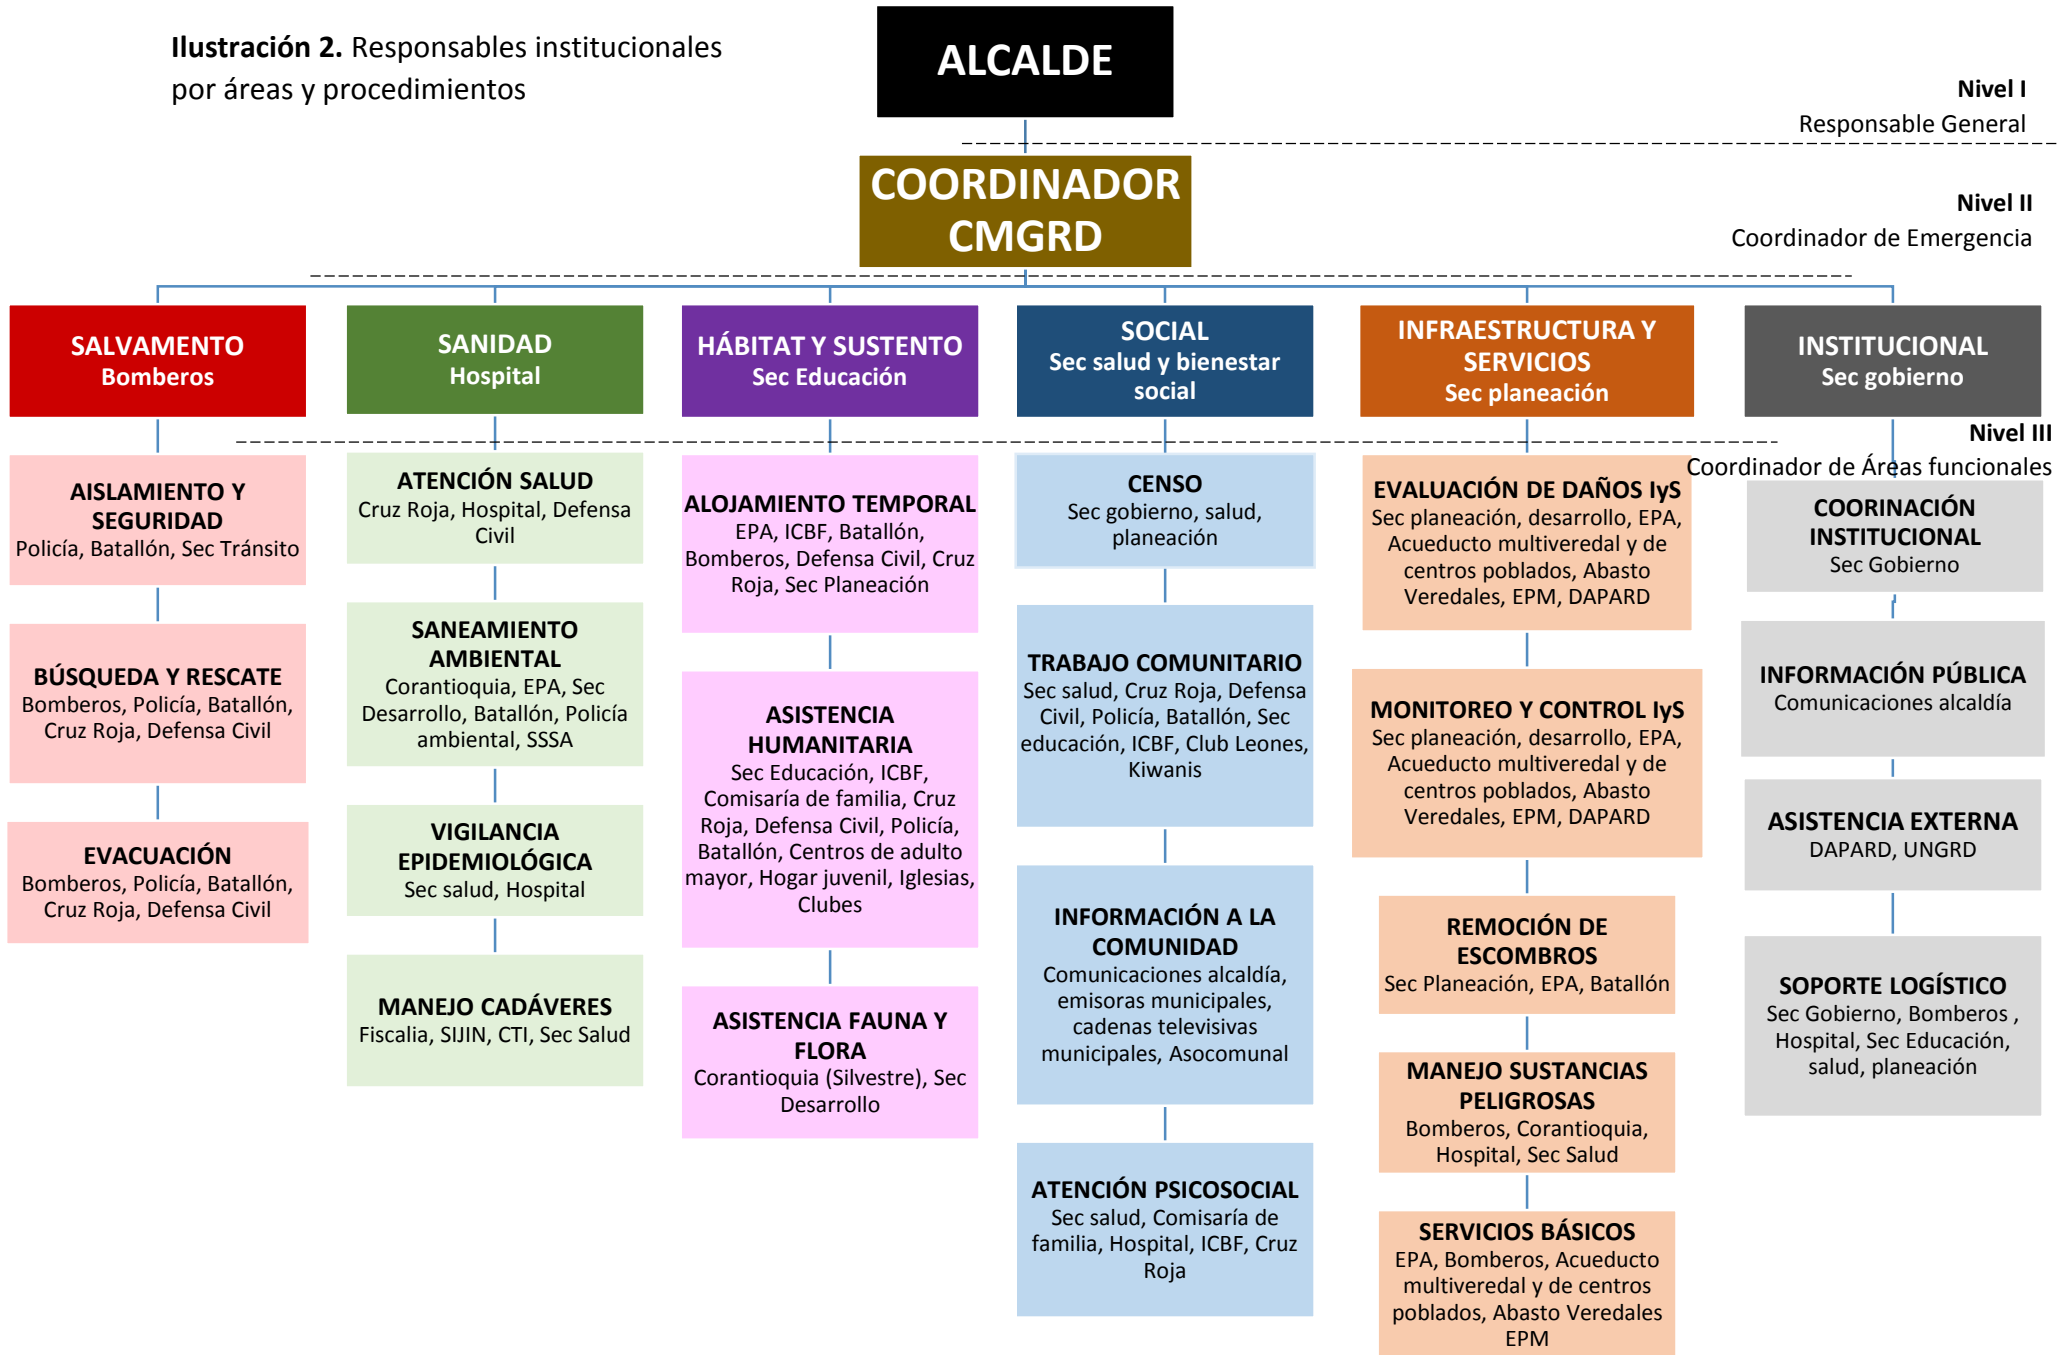 Ilustración 2. Responsables institucionales
por áreas y procedimientos
ALCALDE
Nivel I
Responsable General
COORDINADOR
CMGRD
Nivel II
Coordinador de Emergencia
SALVAMENTO
Bomberos
SANIDAD
Hospital
HÁBITAT Y SUSTENTO
Sec Educación
SOCIAL
Sec salud y bienestar
social
INFRAESTRUCTURA Y
SERVICIOS
Sec planeación
INSTITUCIONAL
Sec gobierno
Nivel III
Coordinador de Áreas funcionales
AISLAMIENTO Y
SEGURIDAD
Policía, Batallón, Sec Tránsito
BÚSQUEDA Y RESCATE
Bomberos, Policía, Batallón,
Cruz Roja, Defensa Civil
EVACUACIÓN
Bomberos, Policía, Batallón,
Cruz Roja, Defensa Civil
ATENCIÓN SALUD
Cruz Roja, Hospital, Defensa
Civil
SANEAMIENTO
AMBIENTAL
Corantioquia, EPA, Sec
Desarrollo, Batallón, Policía
ambiental, SSSA
VIGILANCIA
EPIDEMIOLÓGICA
Sec salud, Hospital
MANEJO CADÁVERES
Fiscalia, SIJIN, CTI, Sec Salud
ALOJAMIENTO TEMPORAL
EPA, ICBF, Batallón,
Bomberos, Defensa Civil, Cruz
Roja, Sec Planeación
ASISTENCIA
HUMANITARIA
Sec Educación, ICBF,
Comisaría de familia, Cruz
Roja, Defensa Civil, Policía,
Batallón, Centros de adulto
mayor, Hogar juvenil, Iglesias,
Clubes
ASISTENCIA FAUNA Y
FLORA
Corantioquia (Silvestre), Sec
Desarrollo
CENSO
Sec gobierno, salud,
planeación
TRABAJO COMUNITARIO
Sec salud, Cruz Roja, Defensa
Civil, Policía, Batallón, Sec
educación, ICBF, Club Leones,
Kiwanis
INFORMACIÓN A LA
COMUNIDAD
Comunicaciones alcaldía,
emisoras municipales,
cadenas televisivas
municipales, Asocomunal
ATENCIÓN PSICOSOCIAL
Sec salud, Comisaría de
familia, Hospital, ICBF, Cruz
Roja
EVALUACIÓN DE DAÑOS IyS
Sec planeación, desarrollo, EPA,
Acueducto multiveredal y de
centros poblados, Abasto
Veredales, EPM, DAPARD
MONITOREO Y CONTROL IyS
Sec planeación, desarrollo, EPA,
Acueducto multiveredal y de
centros poblados, Abasto
Veredales, EPM, DAPARD
REMOCIÓN DE
ESCOMBROS
Sec Planeación, EPA, Batallón
MANEJO SUSTANCIAS
PELIGROSAS
Bomberos, Corantioquia,
Hospital, Sec Salud
SERVICIOS BÁSICOS
EPA, Bomberos, Acueducto
multiveredal y de centros
poblados, Abasto Veredales
EPM
COORINACIÓN
INSTITUCIONAL
Sec Gobierno
INFORMACIÓN PÚBLICA
Comunicaciones alcaldía
ASISTENCIA EXTERNA
DAPARD, UNGRD
SOPORTE LOGÍSTICO
Sec Gobierno, Bomberos ,
Hospital, Sec Educación,
salud, planeación